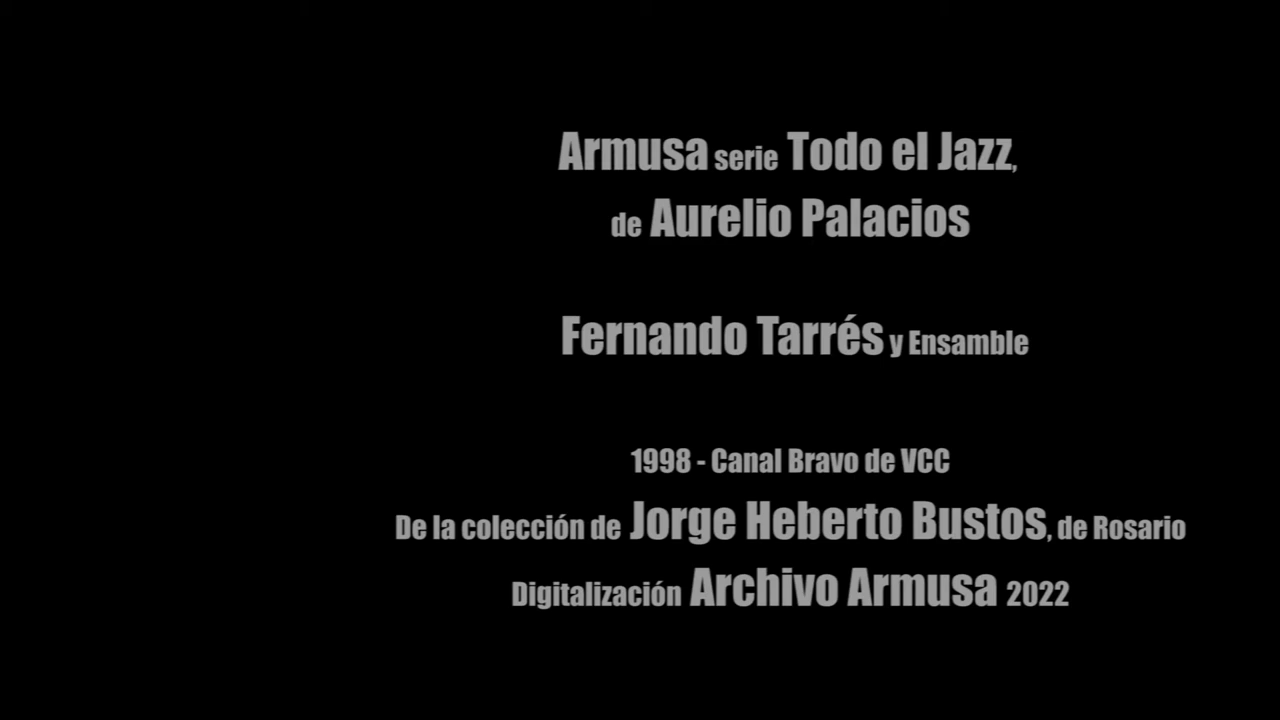 Armusa serie Todo el Jazz,
de Aurelio Palacios
Fernando Tarrés y Ensamble
1998 - Canal Bravo de VCC
De la colección de Jorge Heberto Bustos, de Rosario
Digitalización Archivo Armusa 2022